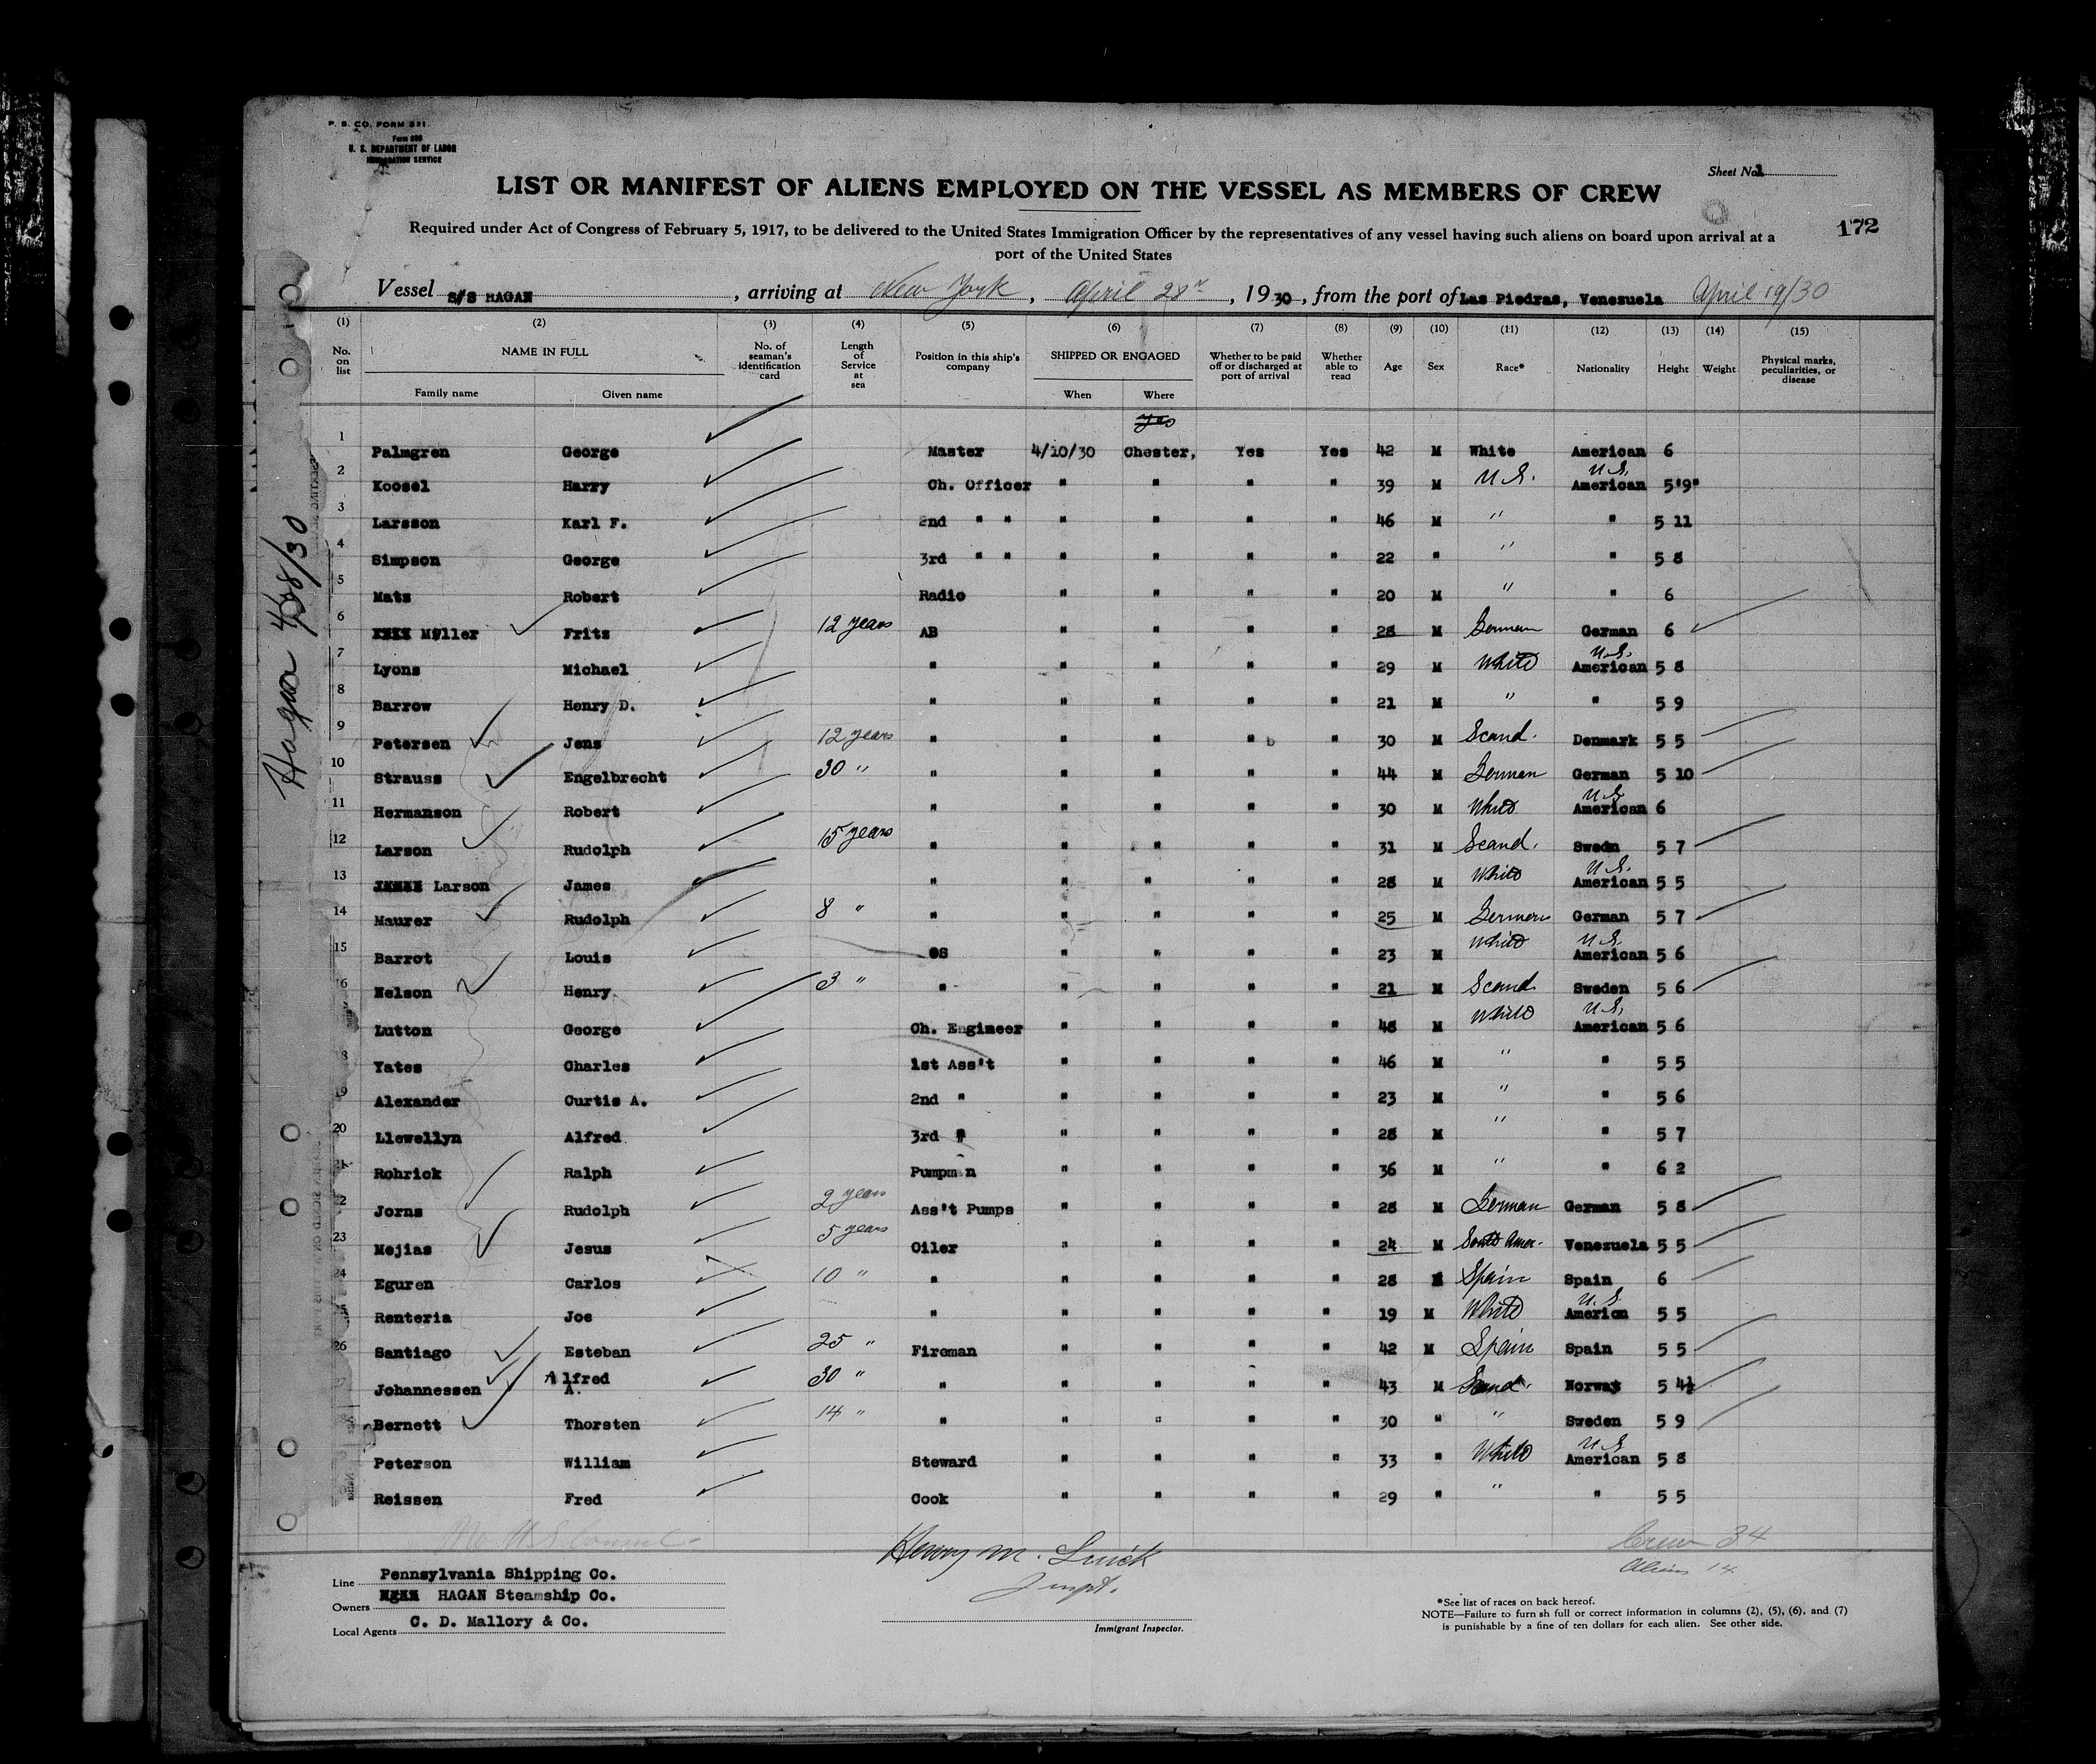 P. S. CO. FORM 321.
Form 680
U. S. DEPARTMENT OF LABOR
IMMIGRATION SERVICE
Sheet No. 1
LIST OR MANIFEST OF ALIENS EMPLOYED ON THE VESSEL AS MEMBERS OF CREW
172
Required under Act of Congress of February 5, 1917, to be delivered to the United States Immigration Officer by the representatives of any vessel having such aliens on board upon arrival at a
port of the United States
Vessel S/S HAGAN, arriving at New York, April 28th, 1930, from the port of Las Piedras, Venezuela April 19/30
(1) (2) (3) (4) (5) (6) (7) (8) (9) (10) (11) (12) (13) (14) (15)
No. on list NAME IN FULL Family name Given name No. of seaman's identification card Length of Service at sea Position in this ship's company SHIPPED OR ENGAGED When Where Whether to be paid off or discharged at port of arrival Whether able to read Age Sex Race* Nationality Height Weight Physical marks, peculiarities, or disease
Yes
1 Palmgren George Master 4/10/30 Chester, Yes Yes 42 M White American 6
2 Koosel Harry Ch. Officer " " " " 39 M U.S. U.S. American 5'9"
3 Larsson Karl F. 2nd " " " " " " 46 M " " 5 11
4 Simpson George 3rd " " " " " " 22 " " " 5 8
5 Mats Robert Radio " " " " 20 M " " 6
6 Muller Fritz 12 years AB " " " " 28 M German German 6
7 Lyons Michael " " " " " 29 M White U.S. American 5 8
8 Barrow Henry D. " " " " " 21 M " " 5 9
9 Petersen Jens 12 years " " " " " 30 M Scand. Denmark 5 5
10 Strauss Engelbrecht 30 " " " " " " 44 M German German 5 10
11 Hermanson Robert " " " " " 30 M White U.S. American 6
12 Larson Rudolph 15 years " " " " " 31 M Scand. Swedn 5 7
13 Larson James " " " " " 28 M White U.S. American 5 5
14 Maurer Rudolph 8 " " " " " " 25 M German German 5 7
15 Barrot Louis OS " " " " 23 M White U.S. American 5 6
16 Nelson Henry 3 " " " " " " 21 M Scand Sweden 5 6
Lutton George Ch. Engineer " " " " 48 M White U.S. American 5 6
18 Yates Charles 1st Ass't " " " " 46 M " " 5 5
19 Alexander Curtis A. 2nd " " " " " 23 M " " 5 6
20 Llewellyn Alfred 3rd " " " " " 28 M " " 5 7
21 Rohrick Ralph Pumpman " " " " 36 M " " 6 2
2 Jorns Rudolph 2 years Ass't Pumps " " " " 28 M German German 5 8
23 Mejias Jesus 5 years Oiler " " " " 24 M South Amer. Venezuela 5 5
24 Eguren Carlos 10 " " " " " " 28 M Spain Spain 6
5 Renteria Joe " " " " " 19 M White U.S. American 5 5
26 Santiago Esteban 25 " Fireman " " " " 42 M Spain Spain 5 5
Johannessen Alfred A. 30 " " " " " " 43 M Scand. Norway 5 4½
Bernett Thorsten 14 " " " " " " 30 " " Sweden 5 9
Peterson William Steward " " " " 33 " White U.S. American 5 8
Reissen Fred Cook " " " " 29 " " " 5 5
Hagan 4/28/30
Crew 34
Aliens 14
Henry M.
Inspt.
Line Pennsylvania Shipping Co.
Owners HAGAN Steamship Co.
Local Agents C. D. Mallory & Co.
Immigrant Inspector.
*See list of races on back hereof.
NOTE—Failure to furnish full or correct information in columns (2), (5), (6), and (7)
is punishable by a fine of ten dollars for each alien. See other side.